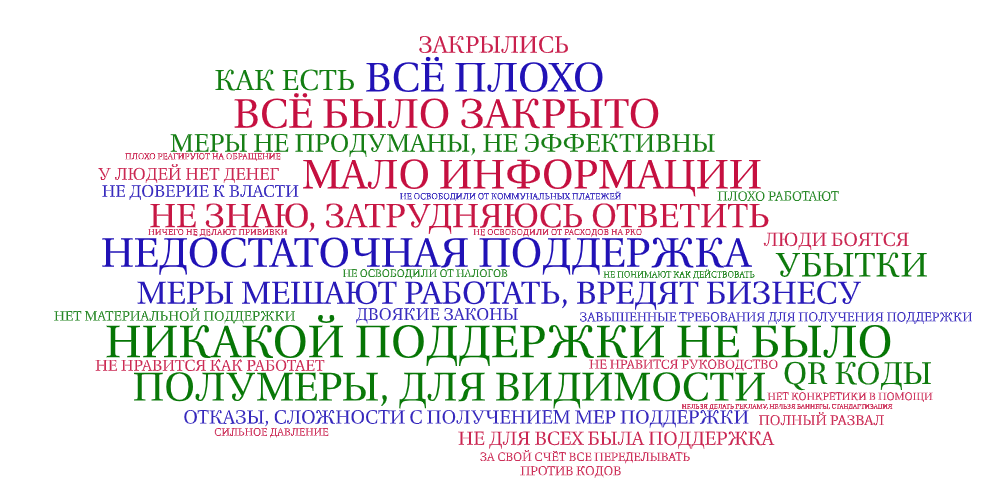 ЗАКРЫЛИСЬ
КАК ЕСТЬ ВСЁ ПЛОХО
ВСЁ БЫЛО ЗАКРЫТО
МЕРЫ НЕ ПРОДУМАНЫ, НЕ ЭФФЕКТИВНЫ
ПЛОХО РЕАГИРУЮТ НА ОБРАЩЕНИЕ
У ЛЮДЕЙ НЕТ ДЕНЕГ
МАЛО ИНФОРМАЦИИ
НЕ ДОВЕРИЕ К ВЛАСТИ
НЕ ОСВОБОДИЛИ ОТ КОММУНАЛЬНЫХ ПЛАТЕЖЕЙ
ПЛОХО РАБОТАЮТ
НЕ ЗНАЮ, ЗАТРУДНЯЮСЬ ОТВЕТИТЬ
НИЧЕГО НЕ ДЕЛАЮТ ПРИВИВКИ
НЕ ОСВОБОДИЛИ ОТ РАСХОДОВ НА РКО
ЛЮДИ БОЯТСЯ
НЕДОСТАТОЧНАЯ ПОДДЕРЖКА
УБЫТКИ
НЕ ОСВОБОДИЛИ ОТ НАЛОГОВ
НЕ ПОНИМАЮТ КАК ДЕЙСТВОВАТЬ
МЕРЫ МЕШАЮТ РАБОТАТЬ, ВРЕДЯТ БИЗНЕСУ
НЕТ МАТЕРИАЛЬНОЙ ПОДДЕРЖКИ
ДВОЯКИЕ ЗАКОНЫ
ЗАВЫШЕННЫЕ ТРЕБОВАНИЯ ДЛЯ ПОЛУЧЕНИЯ ПОДДЕРЖКИ
НИКАКОЙ ПОДДЕРЖКИ НЕ БЫЛО
НЕ НРАВИТСЯ КАК РАБОТАЕТ
НЕ НРАВИТСЯ РУКОВОДСТВО
ПОЛУМЕРЫ, ДЛЯ ВИДИМОСТИ
QR КОДЫ
НЕТ КОНКРЕТИКИ В ПОМОЩИ
НЕЛЬЗЯ ДЕЛАТЬ РЕКЛАМУ, НЕЛЬЗЯ БАННЕРЫ, СТАНДАРТИЗАЦИЯ
ОТКАЗЫ, СЛОЖНОСТИ С ПОЛУЧЕНИЕМ МЕР ПОДДЕРЖКИ
ПОЛНЫЙ РАЗВАЛ
СИЛЬНОЕ ДАВЛЕНИЕ
НЕ ДЛЯ ВСЕХ БЫЛА ПОДДЕРЖКА
ЗА СВОЙ СЧЁТ ВСЕ ПЕРЕДЕЛЫВАТЬ
ПРОТИВ КОДОВ